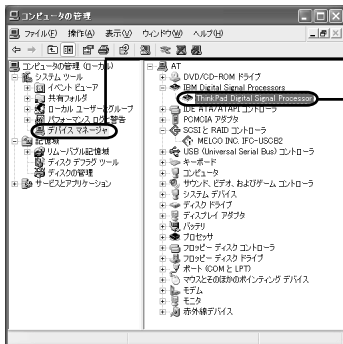 コンピュータの管理
ファイル(F) 操作(A) 表示(V) ウィンドウ(W) ヘルプ(H)
コンピュータの管理 (ローカル)
システム ツール
イベント ビューア
共有フォルダ
ローカル ユーザーとグループ
パフォーマンス ログと警告
デバイス マネージャ
記憶域
リムーバブル記憶域
ディスク デフラグ ツール
ディスクの管理
サービスとアプリケーション
AT
DVD/CD-ROM ドライブ
IBM Digital Signal Processors
ThinkPad Digital Signal Processor
IDE ATA/ATAPI コントローラ
PCMCIA アダプタ
SCSI と RAID コントローラ
MELCO INC. IFC-USCB2
USB (Universal Serial Bus) コントローラ
キーボード
コンピュータ
サウンド、ビデオ、およびゲーム コントローラ
システム デバイス
ディスク ドライブ
ディスプレイ アダプタ
バッテリ
プロセッサ
フロッピー ディスク コントローラ
フロッピー ディスク ドライブ
ポート (COM と LPT)
マウスとそのほかのポインティング デバイス
モデム
モニタ
赤外線デバイス